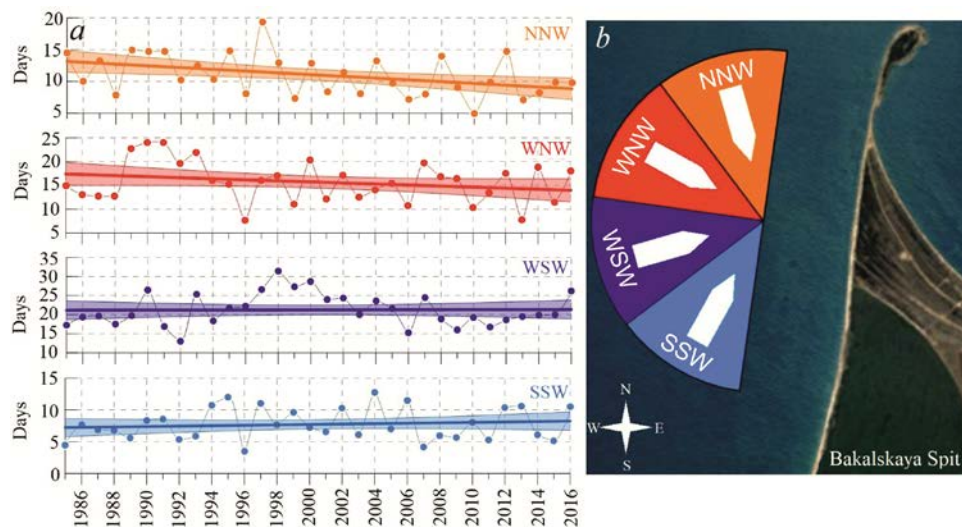 a
NNW
Days
20
15
10
5
WNW
Days
25
20
15
10
5
WSW
Days
35
30
25
20
15
10
SSW
Days
15
10
5
0
1986
1988
1990
1992
1994
1996
1998
2000
2002
2004
2006
2008
2010
2012
2014
2016
b
NNW
WNW
WSW
SSW
N
W E
S
Bakalskaya Spit